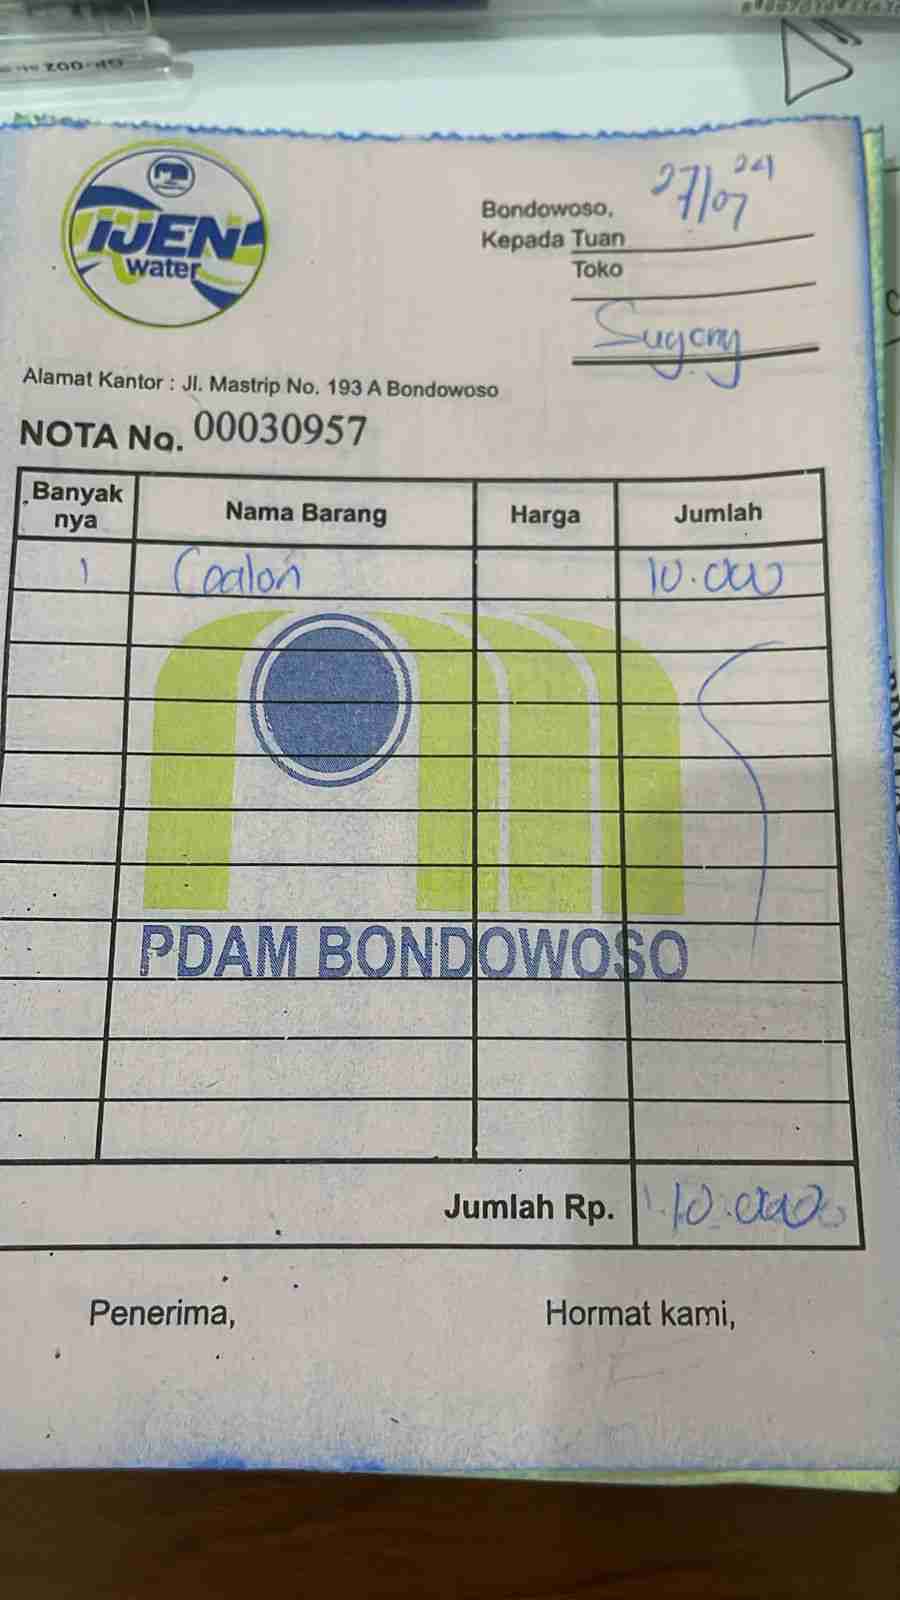 IJEN
water
Bondowoso, 27/07 24
Kepada Tuan
Toko
Sugeng
Alamat Kantor : Jl. Mastrip No. 193 A Bondowoso
NOTA No. 00030957
Banyak nya Nama Barang Harga Jumlah
1 Galon 10.000
PDAM BONDOWOSO
Jumlah Rp. 10.000
Penerima, Hormat kami,